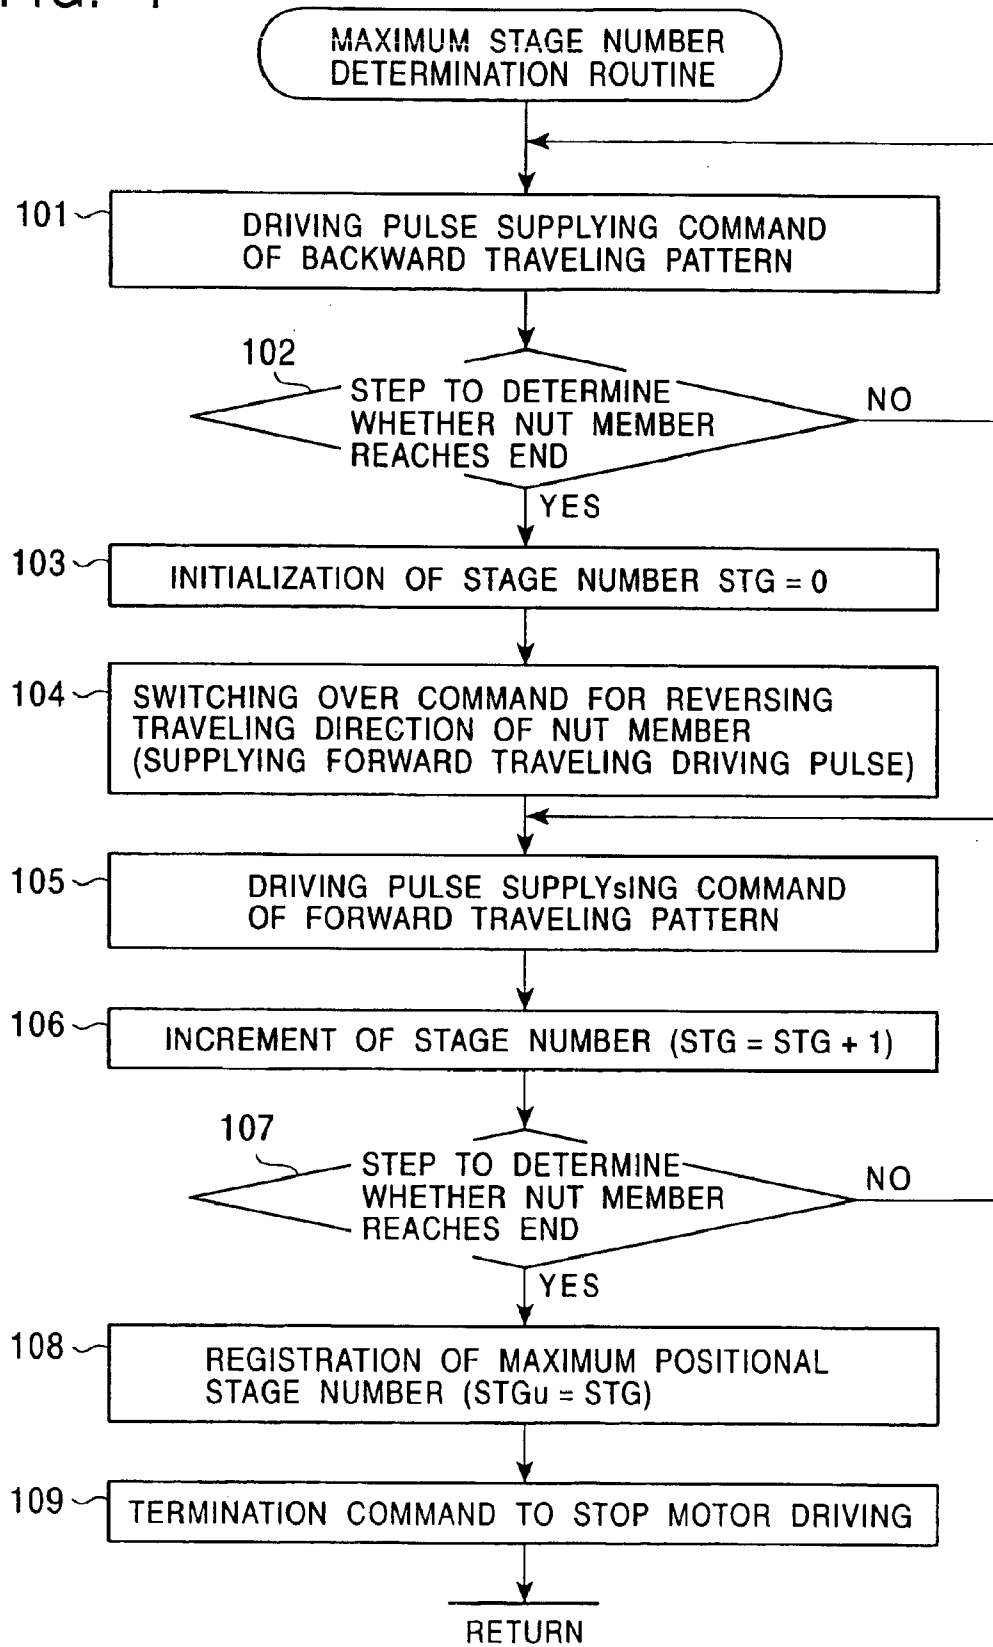 MAXIMUM STAGE NUMBER
DETERMINATION ROUTINE
101
DRIVING PULSE SUPPLYING COMMAND
OF BACKWARD TRAVELING PATTERN
102
STEP TO DETERMINE
WHETHER NUT MEMBER
REACHES END
NO
YES
103
INITIALIZATION OF STAGE NUMBER STG = 0
104
SWITCHING OVER COMMAND FOR REVERSING
TRAVELING DIRECTION OF NUT MEMBER
(SUPPLYING FORWARD TRAVELING DRIVING PULSE)
105
DRIVING PULSE SUPPLYsING COMMAND
OF FORWARD TRAVELING PATTERN
106
INCREMENT OF STAGE NUMBER (STG = STG + 1)
107
STEP TO DETERMINE
WHETHER NUT MEMBER
REACHES END
NO
YES
108
REGISTRATION OF MAXIMUM POSITIONAL
STAGE NUMBER (STGu = STG)
109
TERMINATION COMMAND TO STOP MOTOR DRIVING
RETURN